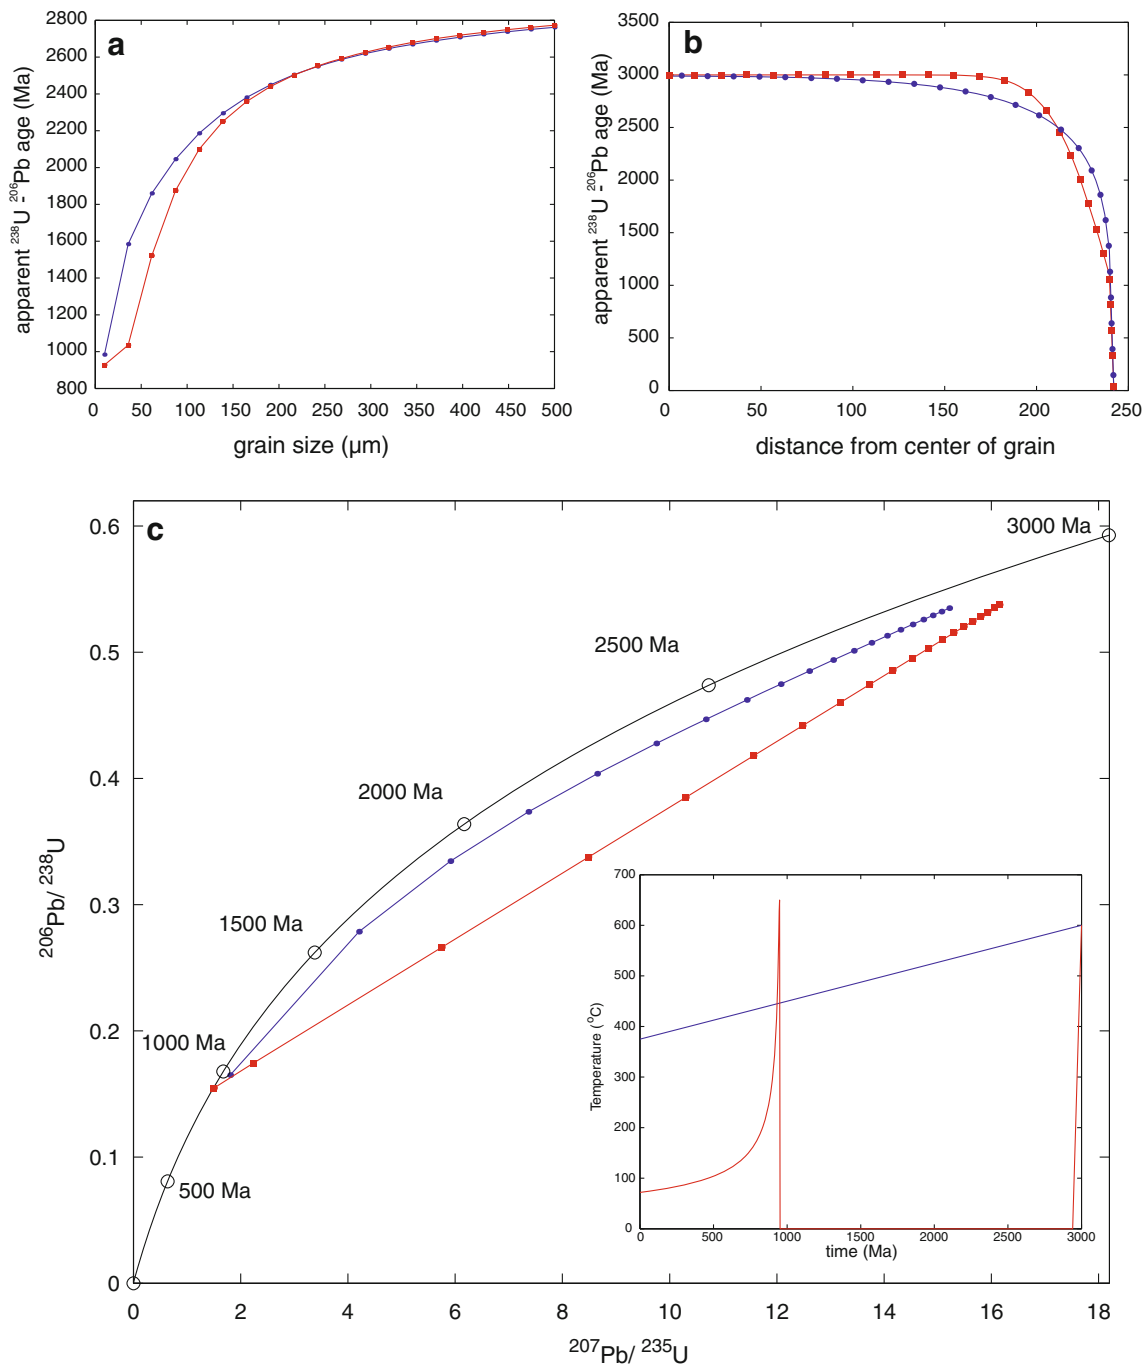 a
apparent ²³⁸U - ²⁰⁶Pb age (Ma)
2800
2600
2400
2200
2000
1800
1600
1400
1200
1000
800
0 50 100 150 200 250 300 350 400 450 500
grain size (µm)
b
apparent ²³⁸U - ²⁰⁶Pb age (Ma)
3500
3000
2500
2000
1000
500
0
0 50 100 150 200 250
distance from center of grain
c
²⁰⁶Pb/ ²³⁸U
0.6
0.5
0.4
0.3
0.2
0.1
0
3000 Ma
2500 Ma
2000 Ma
1500 Ma
1000 Ma
500 Ma
0 2 4 6 8 10 12 14 16 18
²⁰⁷Pb/ ²³⁵U
Temperature (°C)
700
600
500
400
300
200
100
0
0 500 1000 1500 2000 2500 3000
time (Ma)